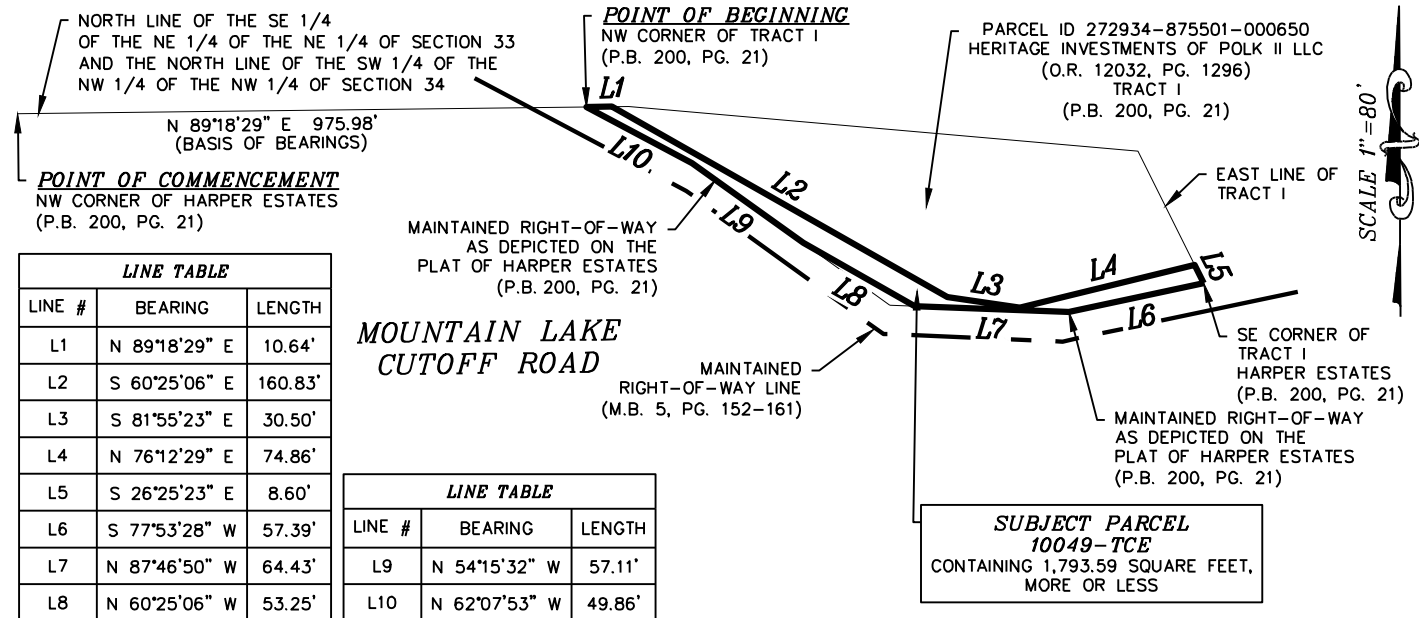 NORTH LINE OF THE SE 1/4
OF THE NE 1/4 OF THE NE 1/4 OF SECTION 33
AND THE NORTH LINE OF THE SW 1/4 OF THE
NW 1/4 OF THE NW 1/4 OF SECTION 34
POINT OF BEGINNING
NW CORNER OF TRACT 1
(P.B. 200, PG. 21)
PARCEL ID 272934-875501-000650
HERITAGE INVESTMENTS OF POLK II LLC
(O.R. 12032, PG. 1296)
TRACT 1
(P.B. 200, PG. 21)
SCALE 1"=80'
N 89°18'29" E 975.98'
(BASIS OF BEARINGS)
POINT OF COMMENCEMENT
NW CORNER OF HARPER ESTATES
(P.B. 200, PG. 21)
L1
L10
L2
L9
L8
L3
L7
L4
L5
L6
EAST LINE OF
TRACT 1
MAINTAINED RIGHT-OF-WAY
AS DEPICTED ON THE
PLAT OF HARPER ESTATES
(P.B. 200, PG. 21)
MOUNTAIN LAKE
CUTOFF ROAD
MAINTAINED
RIGHT-OF-WAY LINE
(M.B. 5, PG. 152-161)
SE CORNER OF
TRACT 1
HARPER ESTATES
(P.B. 200, PG. 21)
MAINTAINED RIGHT-OF-WAY
AS DEPICTED ON THE
PLAT OF HARPER ESTATES
(P.B. 200, PG. 21)
SUBJECT PARCEL
10049-TCE
CONTAINING 1,793.59 SQUARE FEET,
MORE OR LESS
LINE TABLE
LINE # BEARING LENGTH
L1 N 89°18'29" E 10.64'
L2 S 60°25'06" E 160.83'
L3 S 81°55'23" E 30.50'
L4 N 76°12'29" E 74.86'
L5 S 26°25'23" E 8.60'
L6 S 77°53'28" W 57.39'
L7 N 87°46'50" W 64.43'
L8 N 60°25'06" W 53.25'
LINE TABLE
LINE # BEARING LENGTH
L9 N 54°15'32" W 57.11'
L10 N 62°07'53" W 49.86'